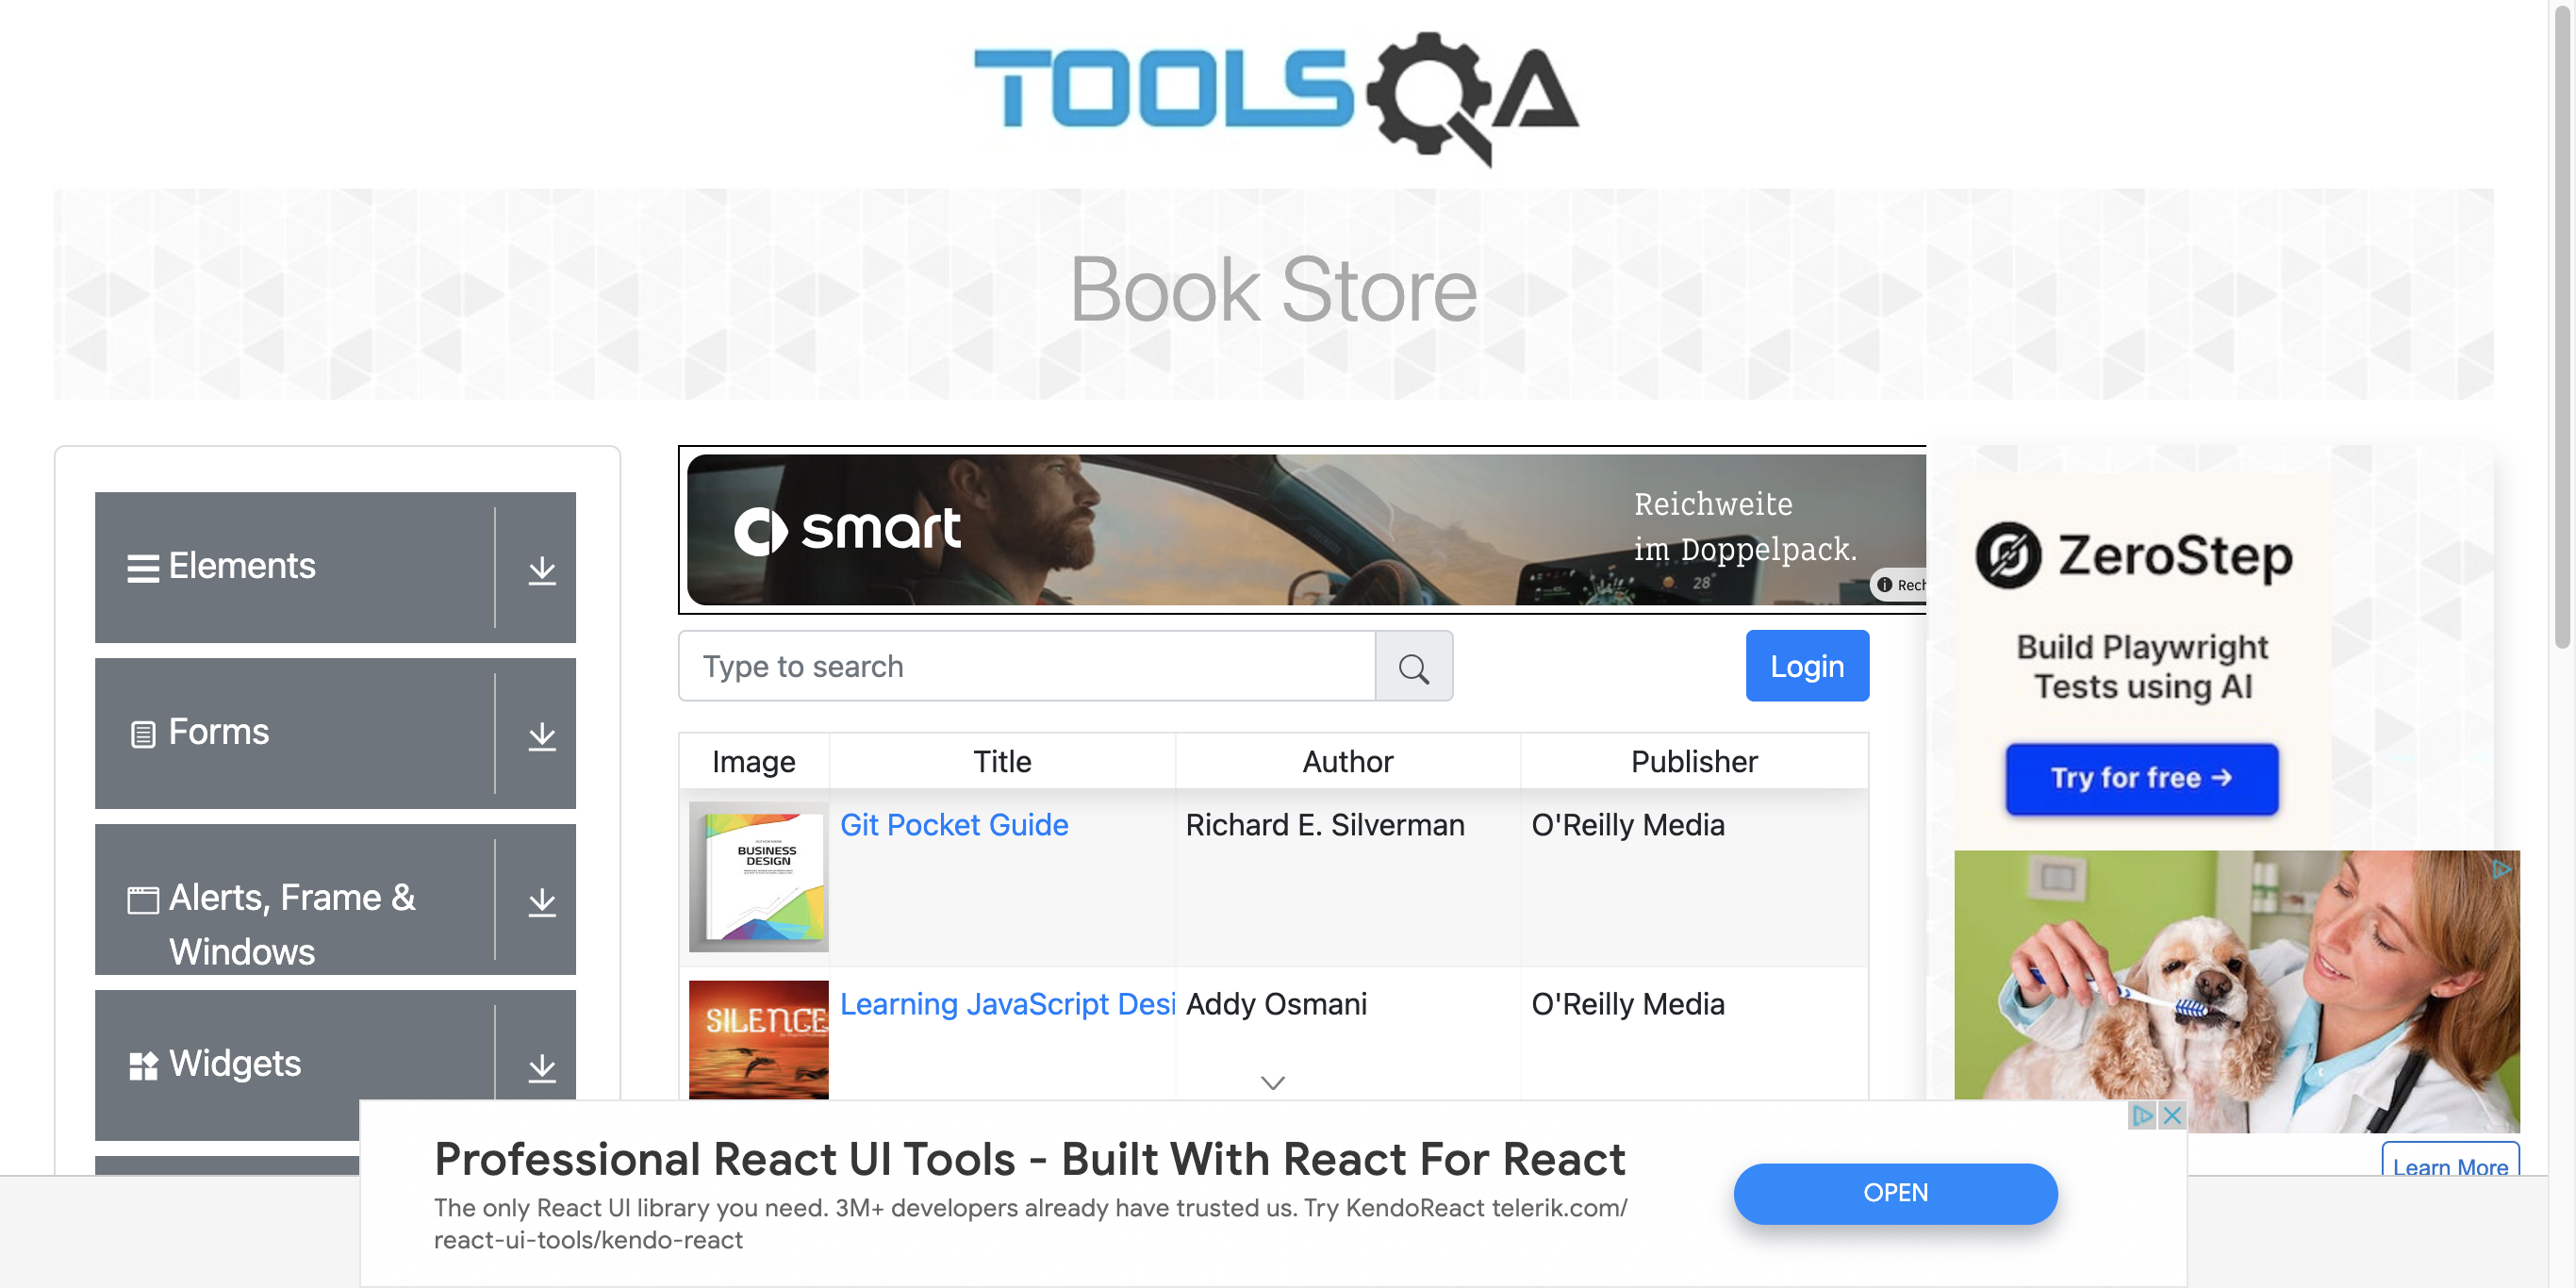 TOOLSQA
Book Store
Elements
Forms
Alerts, Frame &
Windows
Widgets
smart
Reichweite
im Doppelpack.
28°
Rech
Type to search
Login
Image Title Author Publisher
BUSINESS
DESIGN
Git Pocket Guide Richard E. Silverman O'Reilly Media
SILENCE
Learning JavaScript Desi Addy Osmani O'Reilly Media
ZeroStep
Build Playwright
Tests using AI
Try for free →
Learn More
Professional React UI Tools - Built With React For React
The only React UI library you need. 3M+ developers already have trusted us. Try KendoReact telerik.com/
react-ui-tools/kendo-react
OPEN